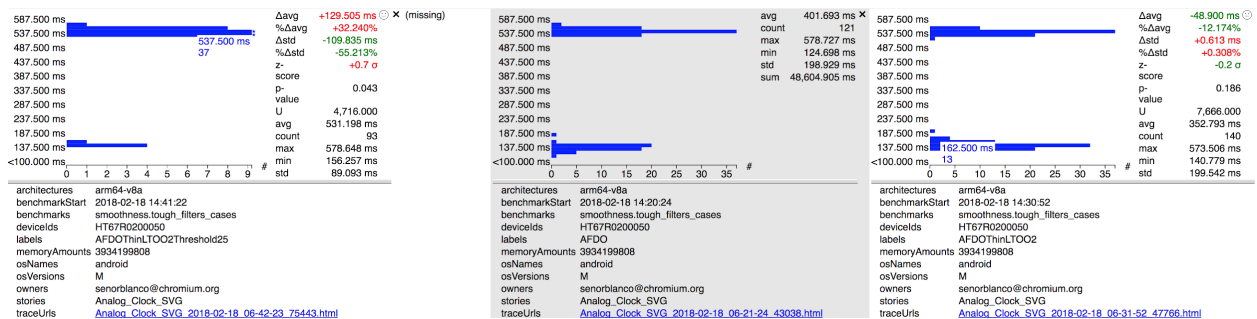 587.500 ms
537.500 ms
487.500 ms
437.500 ms
387.500 ms
337.500 ms
287.500 ms
237.500 ms
187.500 ms
137.500 ms
<100.000 ms
537.500 ms
37
0 1 2 3 4 5 6 7 8 9 #
Δavg +129.505 ms ☹ × (missing)
%Δavg +32.240%
Δstd -109.835 ms
%Δstd -55.213%
z-score +0.7 σ
p-value 0.043
U 4,716.000
avg 531.198 ms
count 93
max 578.648 ms
min 156.257 ms
std 89.093 ms
architectures arm64-v8a
benchmarkStart 2018-02-18 14:41:22
benchmarks smoothness.tough_filters_cases
deviceIds HT67R0200050
labels AFDOThinLTOO2Threshold25
memoryAmounts 3934199808
osNames android
osVersions M
owners senorblanco@chromium.org
stories Analog_Clock_SVG
traceUrls Analog_Clock_SVG_2018-02-18_06-42-23_75443.html
587.500 ms
537.500 ms
487.500 ms
437.500 ms
387.500 ms
337.500 ms
287.500 ms
237.500 ms
187.500 ms
137.500 ms
<100.000 ms
0 5 10 15 20 25 30 35 #
avg 401.693 ms ×
count 121
max 578.727 ms
min 124.698 ms
std 198.929 ms
sum 48,604.905 ms
architectures arm64-v8a
benchmarkStart 2018-02-18 14:20:24
benchmarks smoothness.tough_filters_cases
deviceIds HT67R0200050
labels AFDO
memoryAmounts 3934199808
osNames android
osVersions M
owners senorblanco@chromium.org
stories Analog_Clock_SVG
traceUrls Analog_Clock_SVG_2018-02-18_06-21-24_43038.html
587.500 ms
537.500 ms
487.500 ms
437.500 ms
387.500 ms
337.500 ms
287.500 ms
237.500 ms
187.500 ms
137.500 ms
<100.000 ms
162.500 ms
13
0 5 10 15 20 25 30 35 #
Δavg -48.900 ms ☺
%Δavg -12.174%
Δstd +0.613 ms
%Δstd +0.308%
z-score -0.2 σ
p-value 0.186
U 7,666.000
avg 352.793 ms
count 140
max 573.506 ms
min 140.779 ms
std 199.542 ms
architectures arm64-v8a
benchmarkStart 2018-02-18 14:30:52
benchmarks smoothness.tough_filters_cases
deviceIds HT67R0200050
labels AFDOThinLTOO2
memoryAmounts 3934199808
osNames android
osVersions M
owners senorblanco@chromium.org
stories Analog_Clock_SVG
traceUrls Analog_Clock_SVG_2018-02-18_06-31-52_47766.html